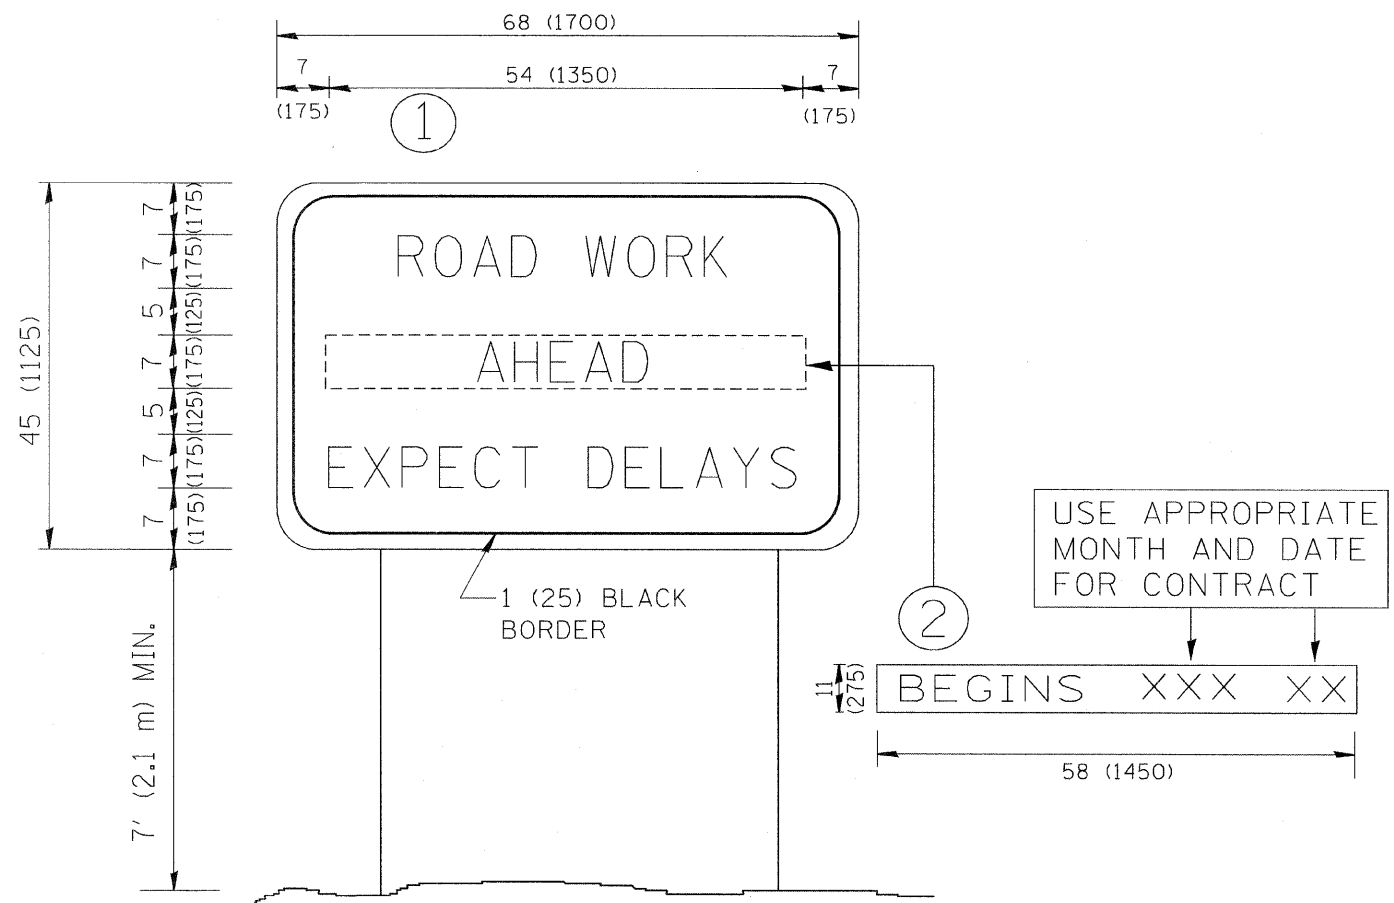 68 (1700)
7
54 (1350)
7
(175)
(175)
1
45 (1125)
7
(175)
7
(175)
5
(125)
7
(175)
5
(125)
7
(175)
7
(175)
ROAD WORK
AHEAD
EXPECT DELAYS
1 (25) BLACK
BORDER
7' (2.1 m) MIN.
USE APPROPRIATE
MONTH AND DATE
FOR CONTRACT
2
11
(275)
BEGINS XXX XX
58 (1450)